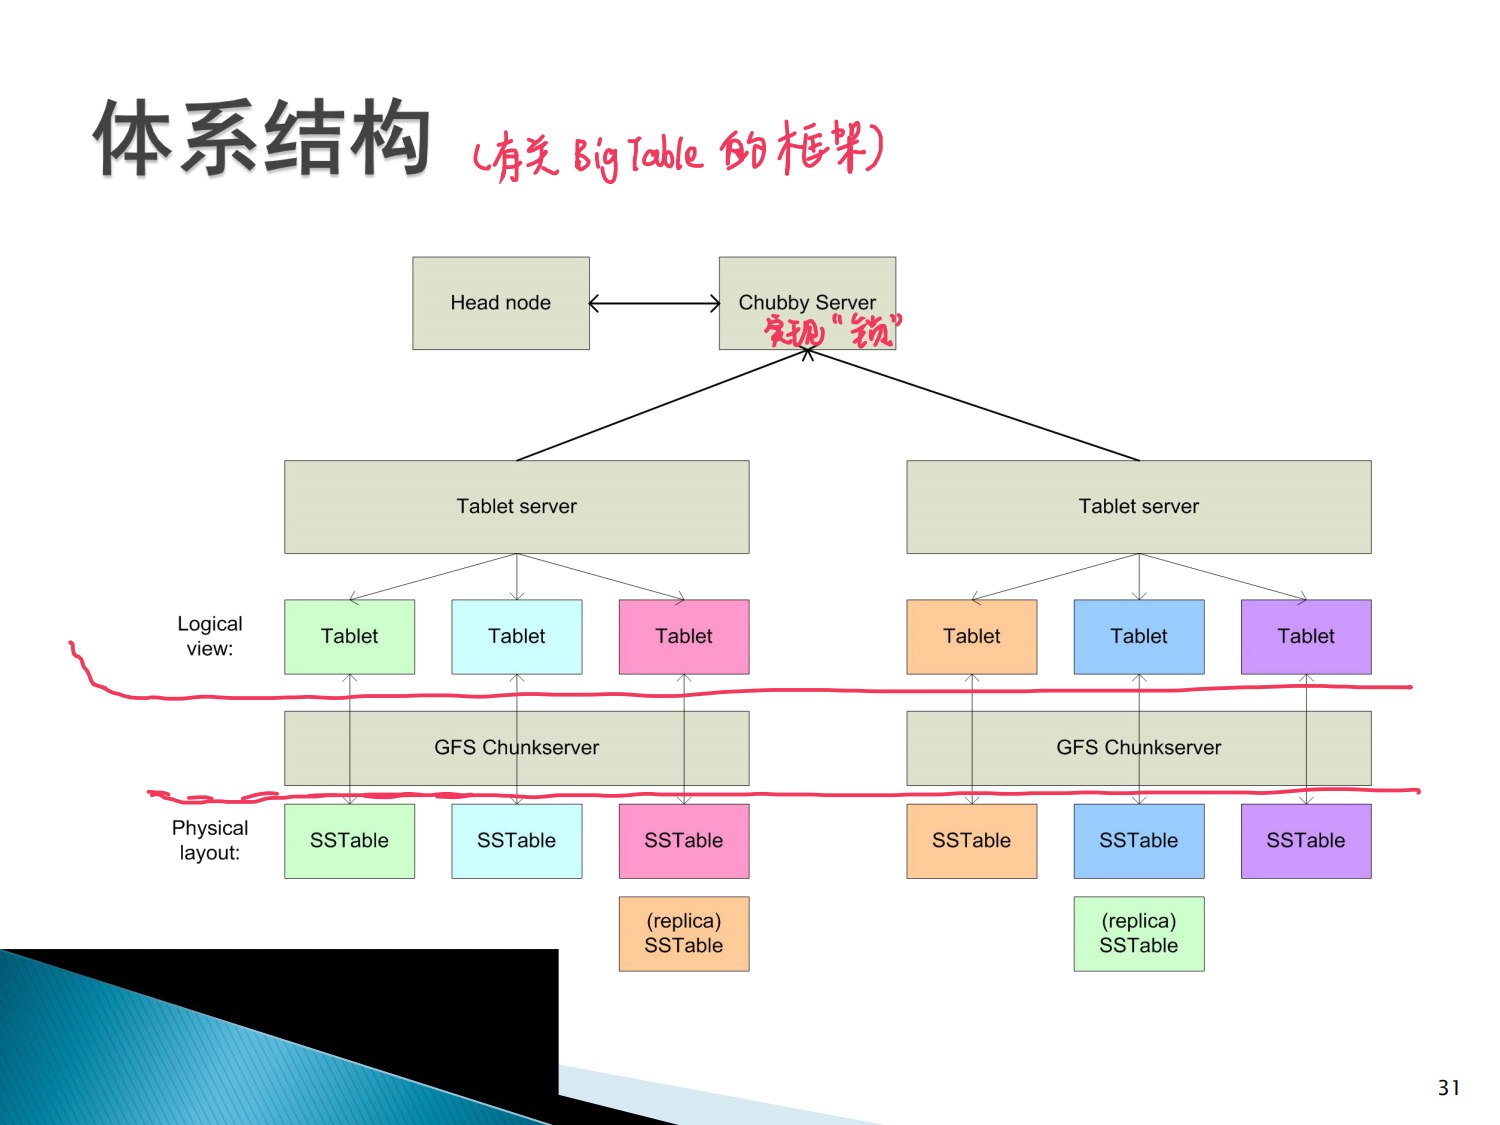 体系结构 (有关 BigTable 的框架)
Head node
Chubby Server
实现“锁”
Tablet server
Tablet server
Logical
view:
Tablet
Tablet
Tablet
Tablet
Tablet
Tablet
GFS Chunkserver
GFS Chunkserver
Physical
layout:
SSTable
SSTable
SSTable
SSTable
SSTable
SSTable
(replica)
SSTable
(replica)
SSTable
31